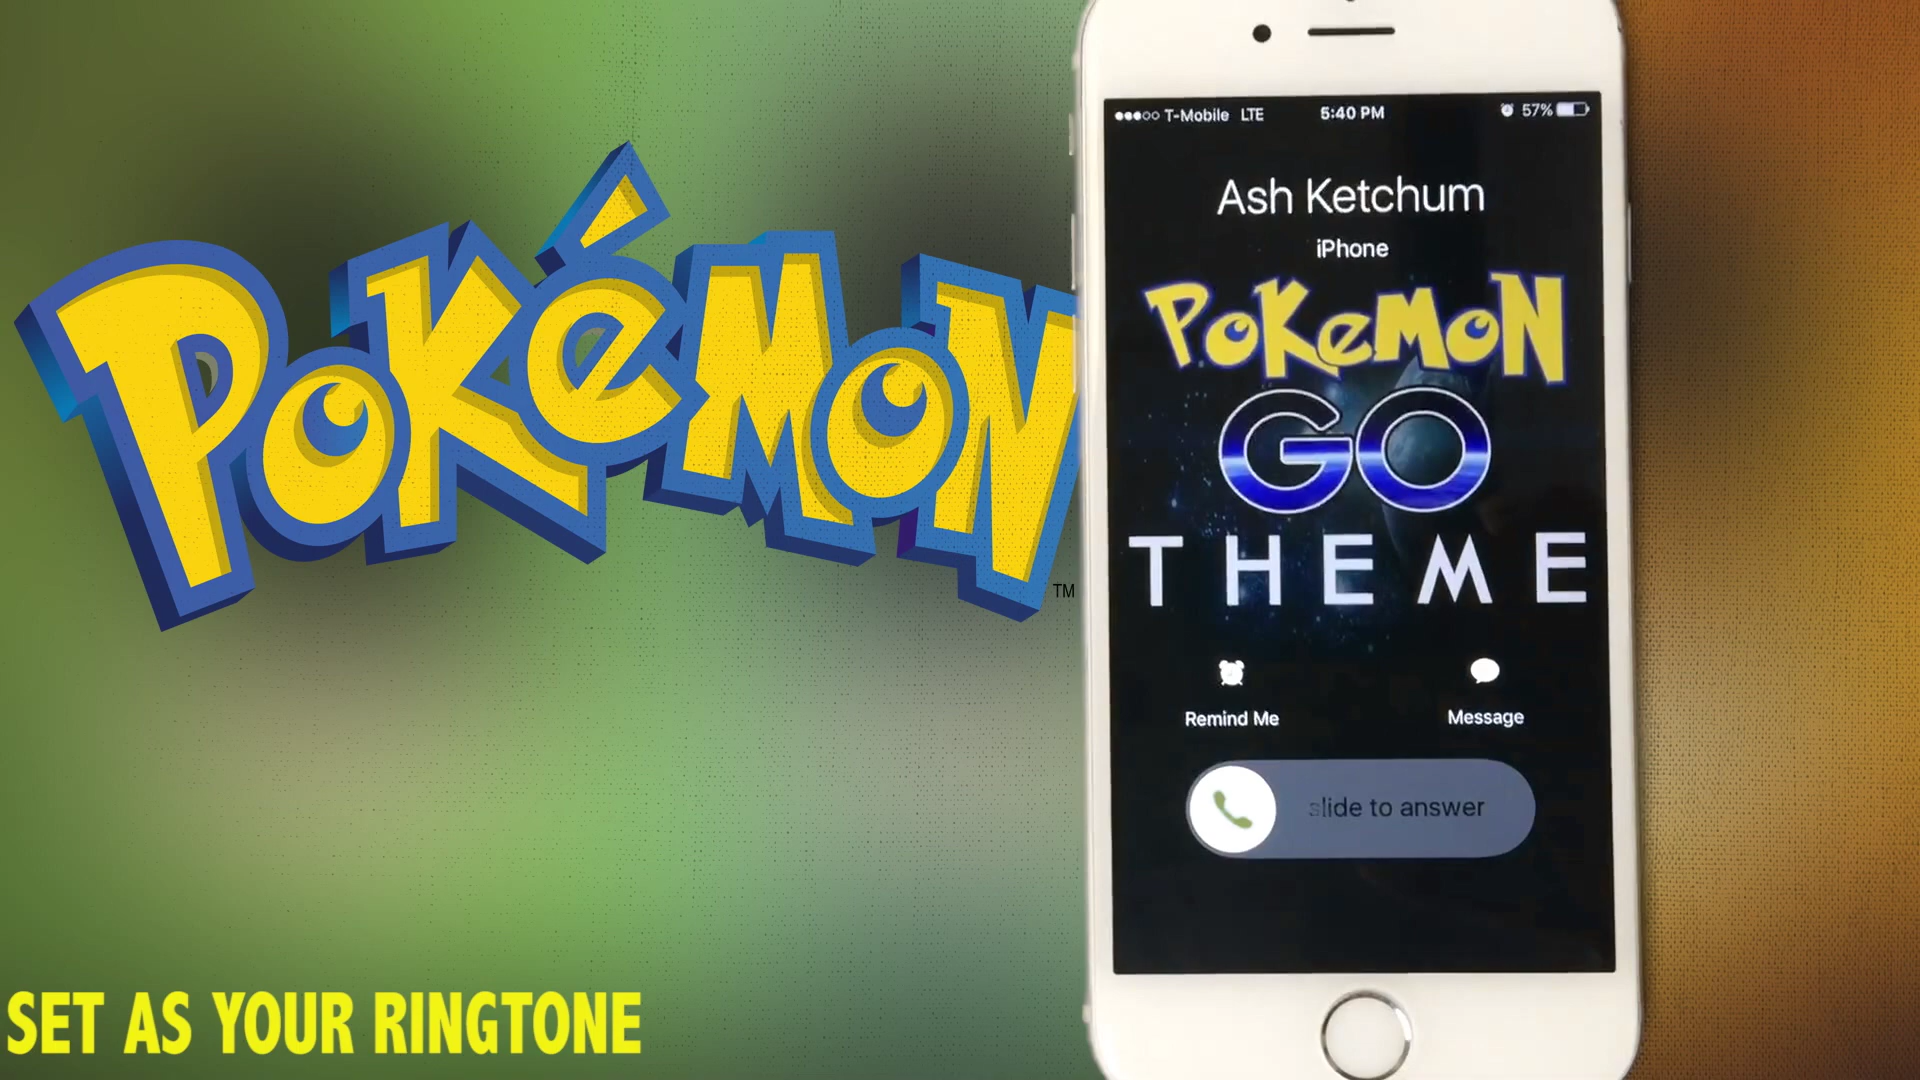 Pokémon
TM
SET AS YOUR RINGTONE
T-Mobile LTE 5:40 PM 57%
Ash Ketchum
iPhone
POKeMON
GO
THEME
Remind Me Message
slide to answer